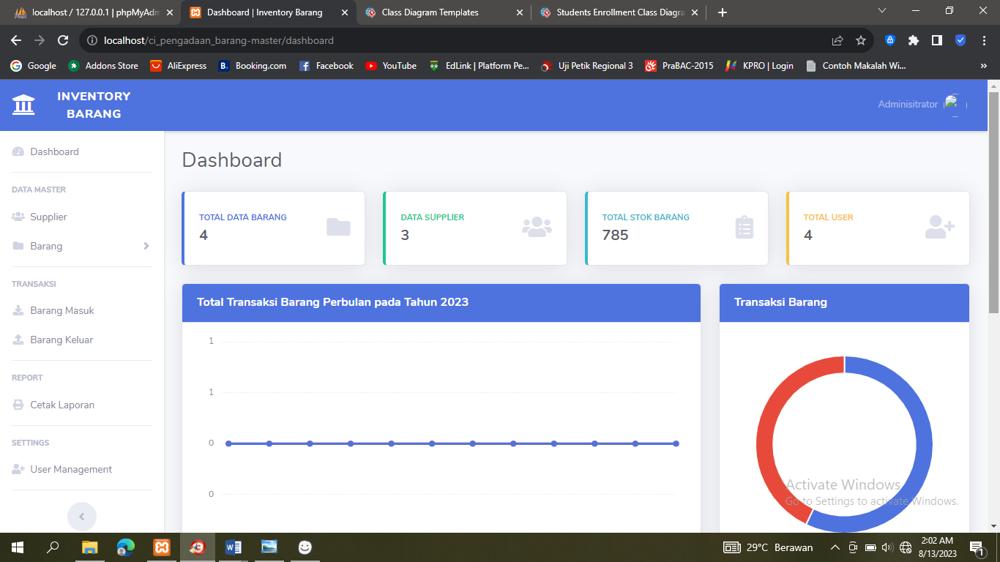 localhost / 127.0.0.1 | phpMyAdm
Dashboard | Inventory Barang
Class Diagram Templates
Students Enrollment Class Diagra
localhost/ci_pengadaan_barang-master/dashboard
Google
Addons Store
AliExpress
B.
Booking.com
Facebook
YouTube
EdLink | Platform Pe...
Uji Petik Regional 3
PraBAC-2015
KPRO | Login
Contoh Makalah Wi...
»
INVENTORY
BARANG
Adminisitrator
Dashboard
DATA MASTER
Supplier
Barang
TRANSAKSI
Barang Masuk
Barang Keluar
REPORT
Cetak Laporan
SETTINGS
User Management
Dashboard
TOTAL DATA BARANG
4
DATA SUPPLIER
3
TOTAL STOK BARANG
785
TOTAL USER
4
Total Transaksi Barang Perbulan pada Tahun 2023
1
1
0
0
Transaksi Barang
Activate Windows
Go to Settings to activate Windows.
29°C Berawan
2:02 AM
8/13/2023
1